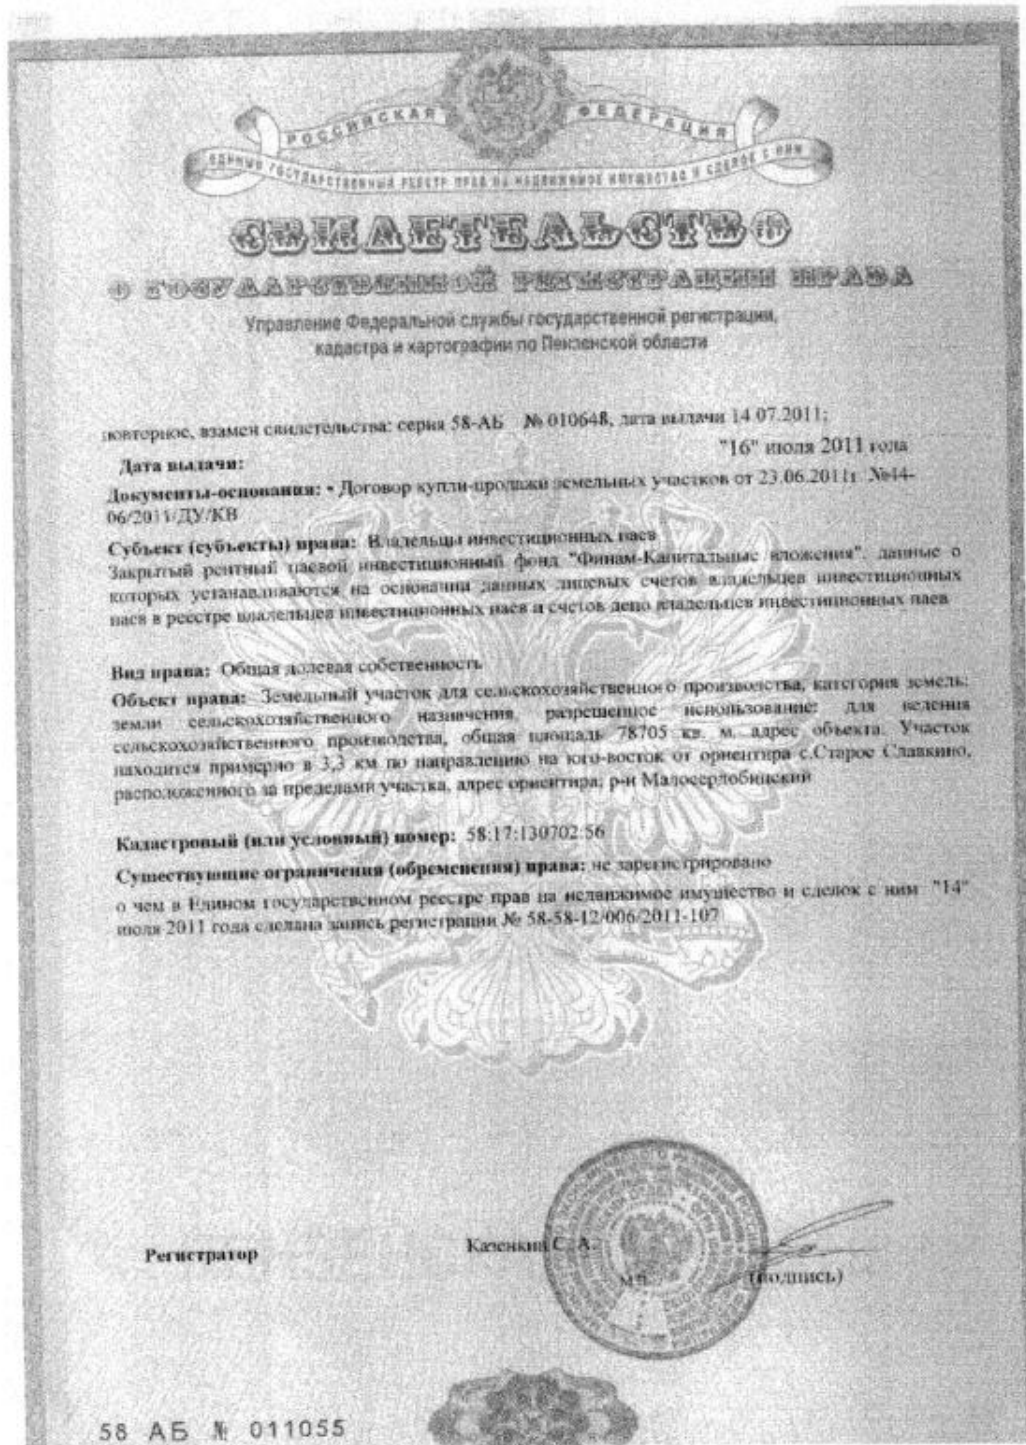 РОССИЙСКАЯ ФЕДЕРАЦИЯ
ЕДИНЫЙ ГОСУДАРСТВЕННЫЙ РЕЕСТР ПРАВ НА НЕДВИЖИМОЕ ИМУЩЕСТВО И СДЕЛОК С НИМ
СВИДЕТЕЛЬСТВО
О ГОСУДАРСТВЕННОЙ РЕГИСТРАЦИИ ПРАВА
Управление Федеральной службы государственной регистрации,
кадастра и картографии по Пензенской области
повторное, взамен свидетельства: серия 58-АБ № 010648, дата выдачи 14.07.2011;
Дата выдачи: "16" июля 2011 года
Документы-основания: • Договор купли-продажи земельных участков от 23.06.2011г. №44-
06/2011/ДУ/КВ
Субъект (субъекты) права: Владельцы инвестиционных паев
Закрытый рентный паевой инвестиционный фонд "Финам-Капитальные вложения", данные о
которых устанавливаются на основании данных лицевых счетов владельцев инвестиционных
паев в реестре владельцев инвестиционных паев и счетов депо владельцев инвестиционных паев
Вид права: Общая долевая собственность
Объект права: Земельный участок для сельскохозяйственного производства, категория земель:
земли сельскохозяйственного назначения, разрешенное использование: для ведения
сельскохозяйственного производства, общая площадь 78705 кв. м, адрес объекта: Участок
находится примерно в 3,3 км по направлению на юго-восток от ориентира с.Старое Славкино,
расположенного за пределами участка, адрес ориентира: р-н Малосердобинский
Кадастровый (или условный) номер: 58:17:130702:56
Существующие ограничения (обременения) права: не зарегистрировано
о чем в Едином государственном реестре прав на недвижимое имущество и сделок с ним "14"
июля 2011 года сделана запись регистрации № 58-58-12/006/2011-107
Регистратор Казенкин С. А.
М.П. (подпись)
58 АБ № 011055